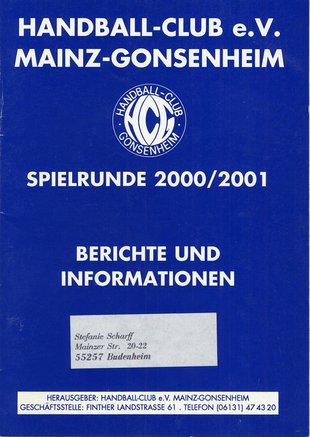 HANDBALL-CLUB e.V.
MAINZ-GONSENHEIM
HANDBALL-CLUB
HCG
GONSENHEIM
SPIELRUNDE 2000/2001
BERICHTE UND
INFORMATIONEN
Stefanie Scharff
Mainzer Str. 20-22
55257 Budenheim
HERAUSGEBER: HANDBALL-CLUB e.V. MAINZ-GONSENHEIM
GESCHÄFTSSTELLE: FINTHER LANDSTRASSE 61 . TELEFON (06131) 47 43 20